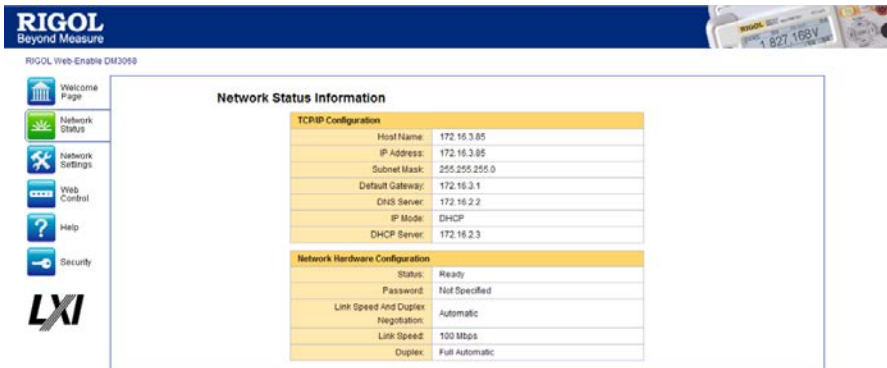 RIGOL
Beyond Measure
RIGOL
1.827,168V
RIGOL Web-Enable DM3068
Welcome Page
Network Status
Network Settings
Web Control
Help
Security
LXI
Network Status Information
TCP/IP Configuration
Host Name: 172.16.3.85
IP Address: 172.16.3.85
Subnet Mask: 255.255.255.0
Default Gateway: 172.16.3.1
DNS Server: 172.16.2.2
IP Mode: DHCP
DHCP Server: 172.16.2.3
Network Hardware Configuration
Status: Ready
Password: Not Specified
Link Speed And Duplex Negotiation: Automatic
Link Speed: 100 Mbps
Duplex: Full Automatic